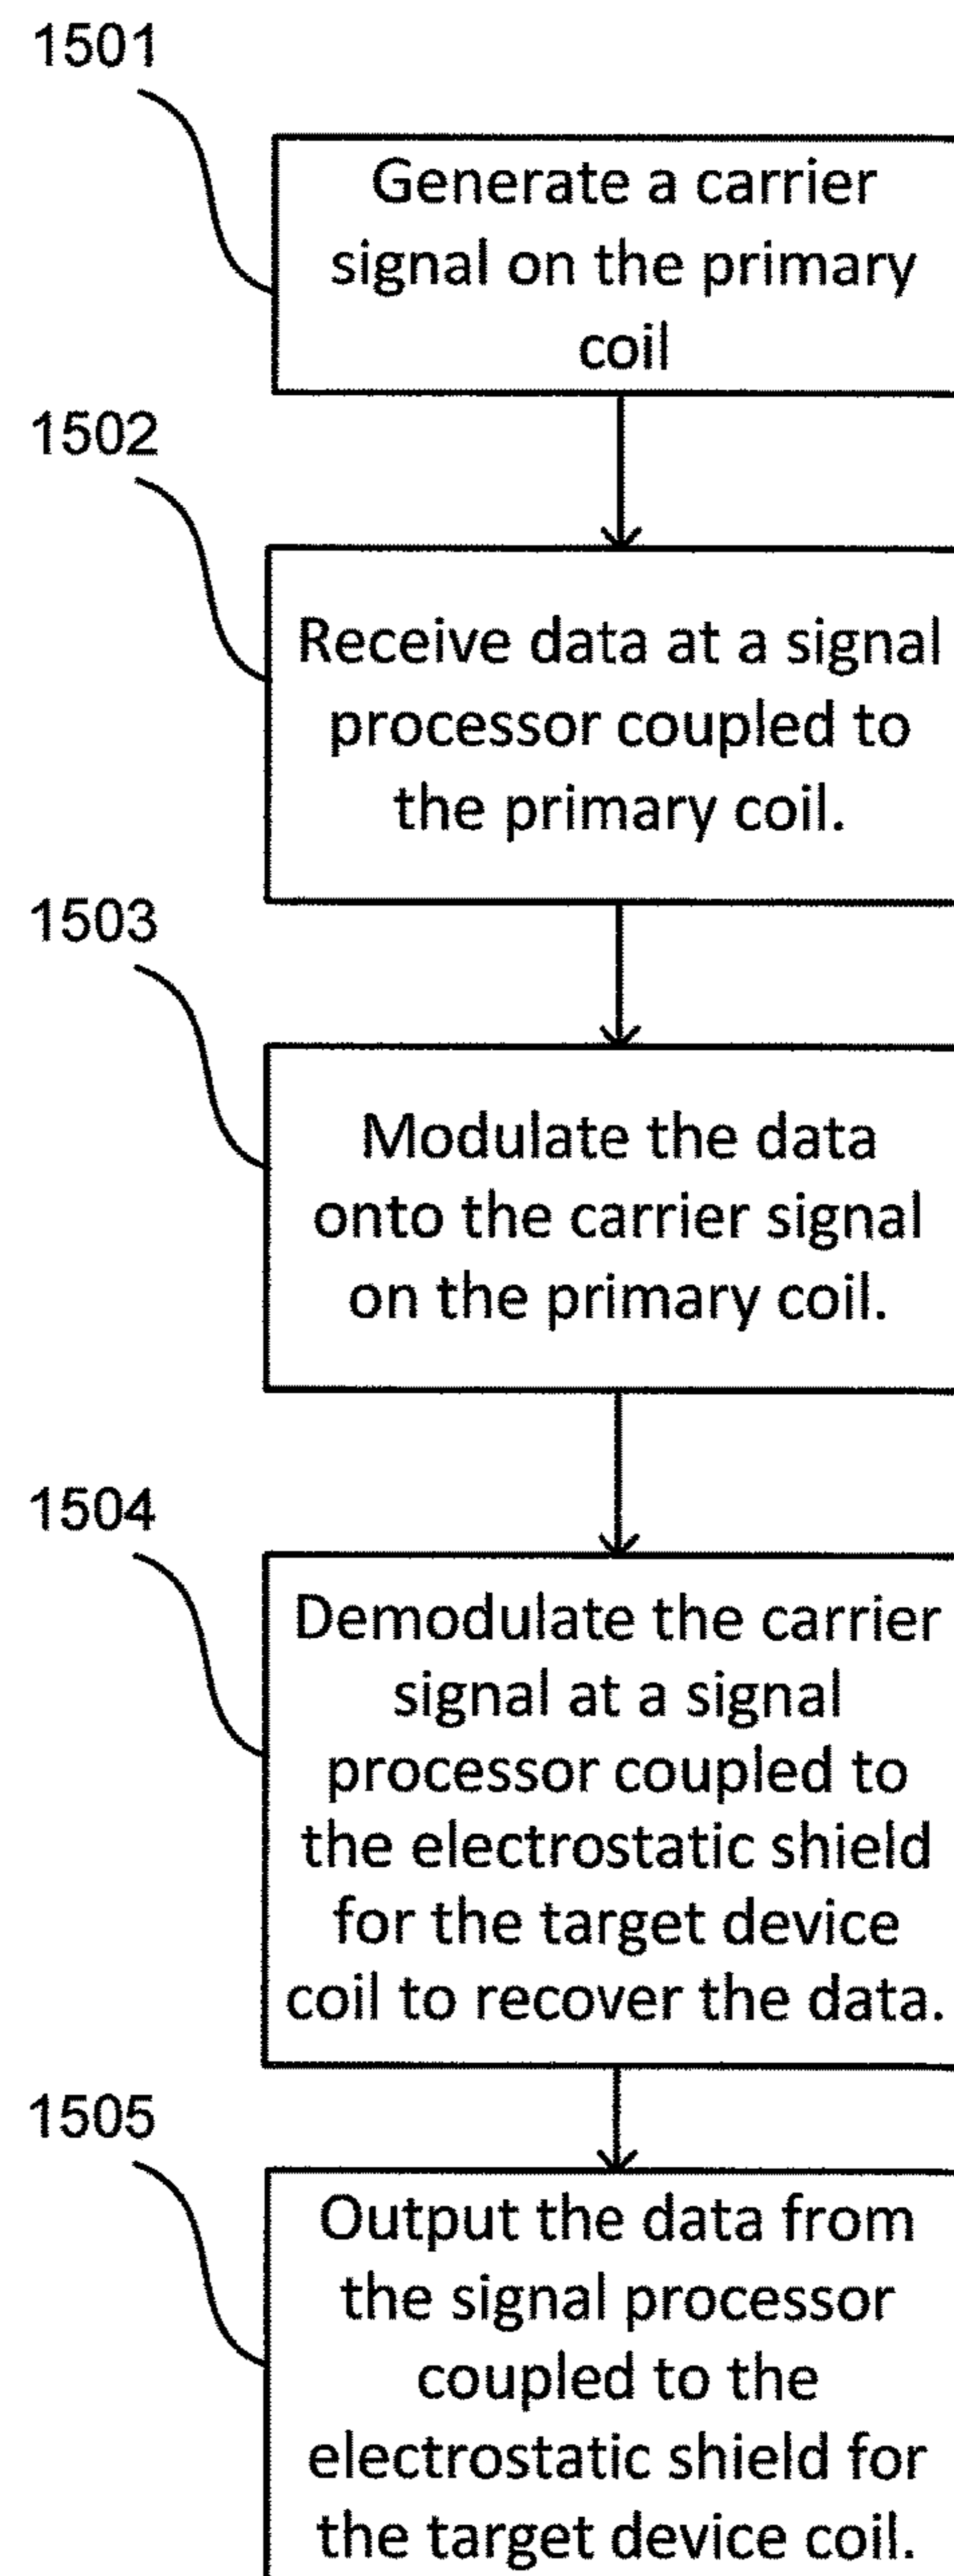 1501
Generate a carrier
signal on the primary
coil
1502
Receive data at a signal
processor coupled to
the primary coil.
1503
Modulate the data
onto the carrier signal
on the primary coil.
1504
Demodulate the carrier
signal at a signal
processor coupled to
the electrostatic shield
for the target device
coil to recover the data.
1505
Output the data from
the signal processor
coupled to the
electrostatic shield for
the target device coil.